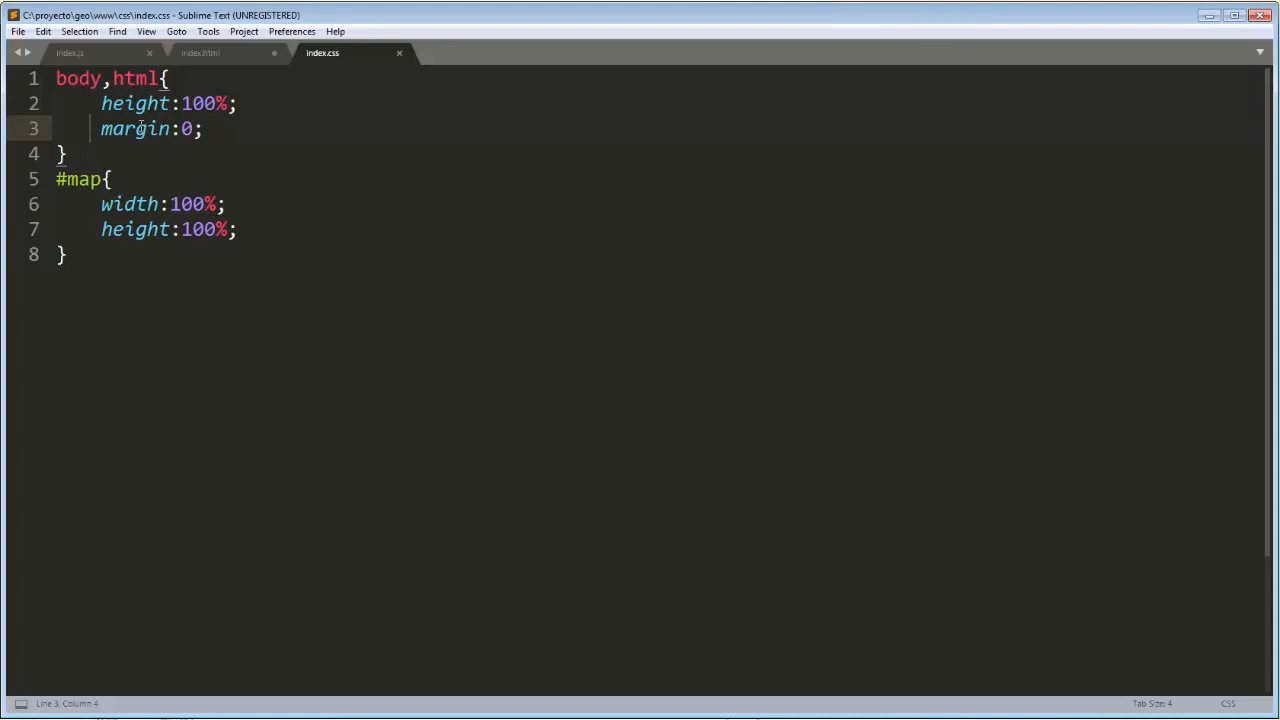 C:\proyecto\geo\www\css\index.css - Sublime Text (UNREGISTERED)
File Edit Selection Find View Goto Tools Project Preferences Help
index.js index.html index.css
1 body,html{
2 height:100%;
3 margin:0;
4 }
5 #map{
6 width:100%;
7 height:100%;
8 }
Line 3, Column 4 Tab Size: 4 CSS